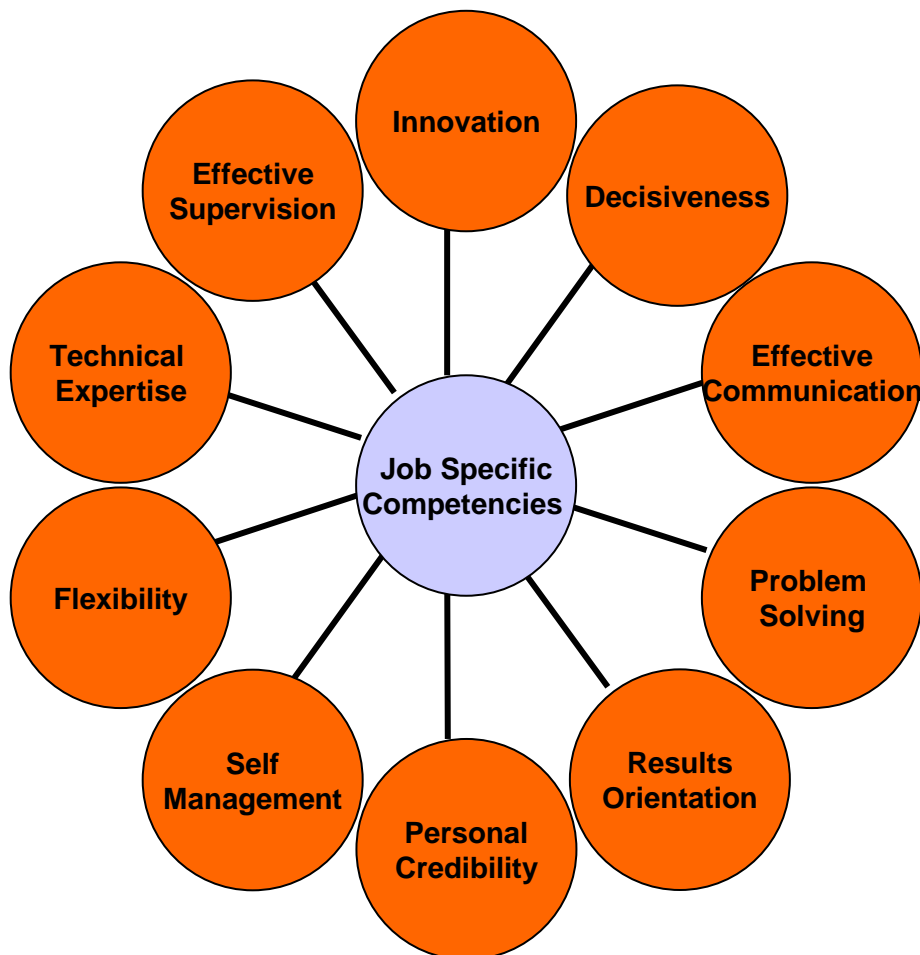 Innovation
Decisiveness
Effective
Communication
Problem
Solving
Results
Orientation
Personal
Credibility
Self
Management
Flexibility
Technical
Expertise
Effective
Supervision
Job Specific
Competencies